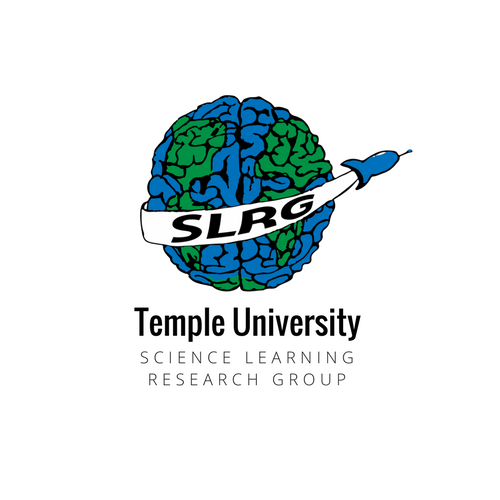 SLRG
Temple University
SCIENCE LEARNING
RESEARCH GROUP